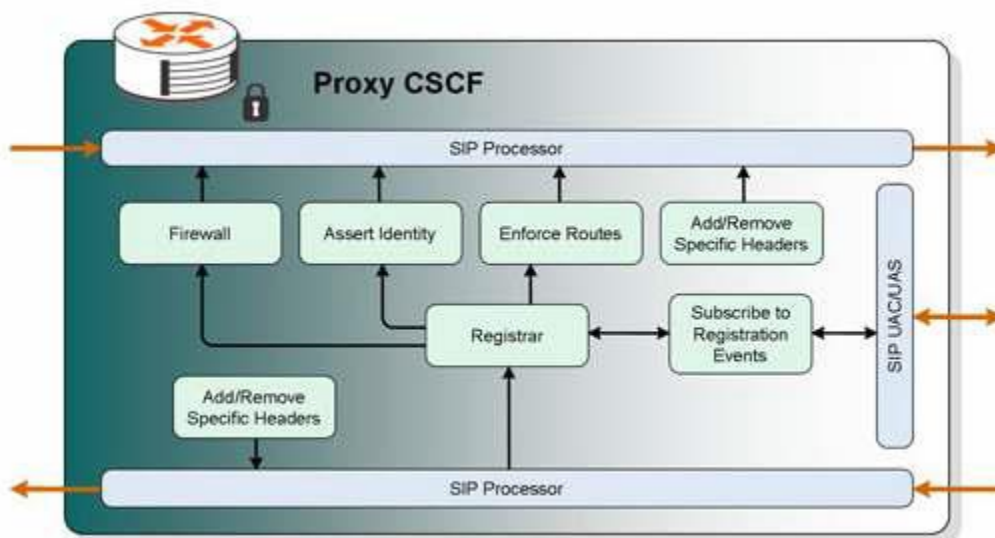 Proxy CSCF
SIP Processor
Firewall
Assert Identity
Enforce Routes
Add/Remove
Specific Headers
Registrar
Subscribe to
Registration
Events
SIP UAC/UAS
Add/Remove
Specific Headers
SIP Processor